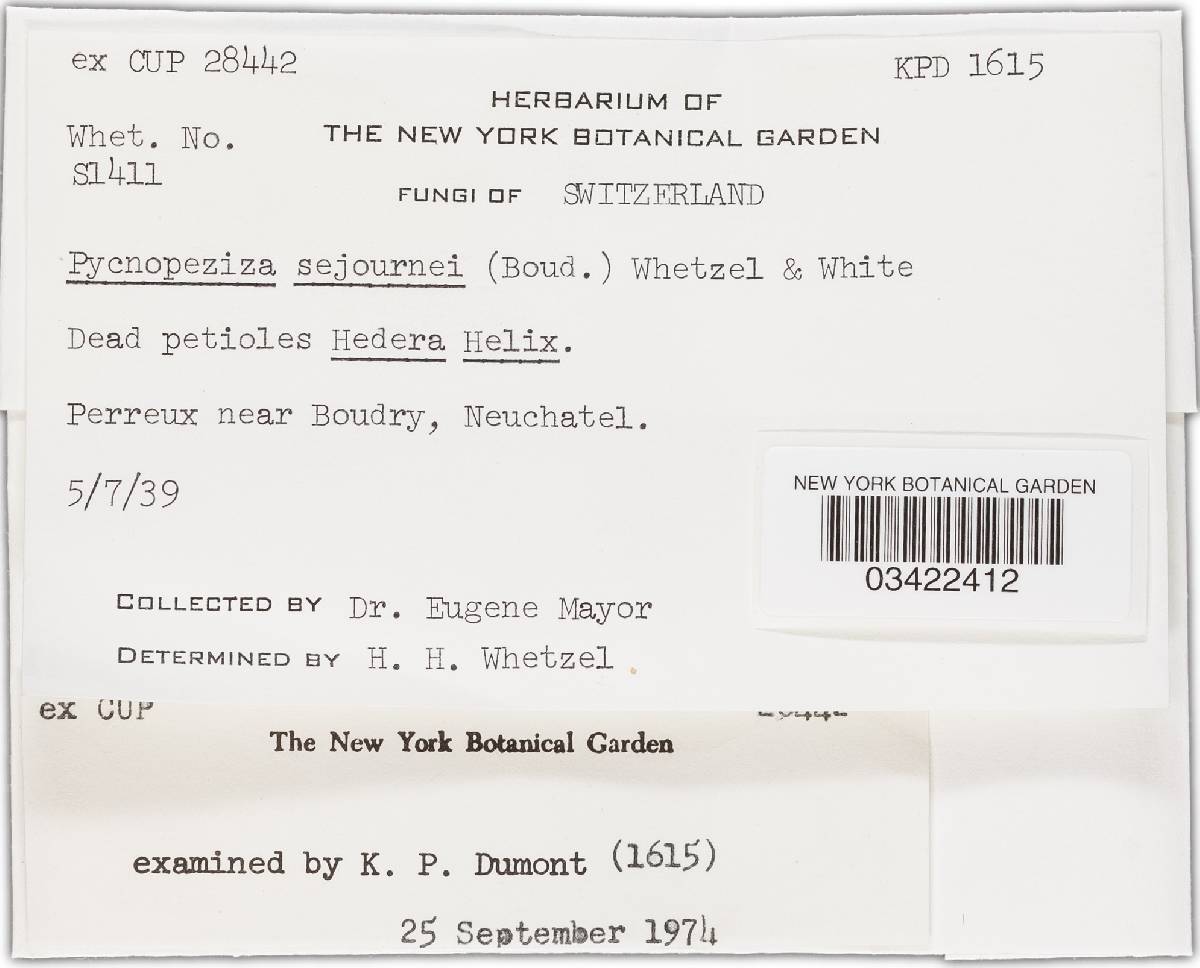 ex CUP 28442
KPD 1615
HERBARIUM OF
THE NEW YORK BOTANICAL GARDEN
Whet. No.
S1411
FUNGI OF SWITZERLAND
Pycnopeziza sejournei (Boud.) Whetzel & White
Dead petioles Hedera Helix.
Perreux near Boudry, Neuchatel.
5/7/39
NEW YORK BOTANICAL GARDEN
03422412
COLLECTED BY Dr. Eugene Mayor
DETERMINED BY H. H. Whetzel .
ex CUP
The New York Botanical Garden
examined by K. P. Dumont (1615)
25 September 1974